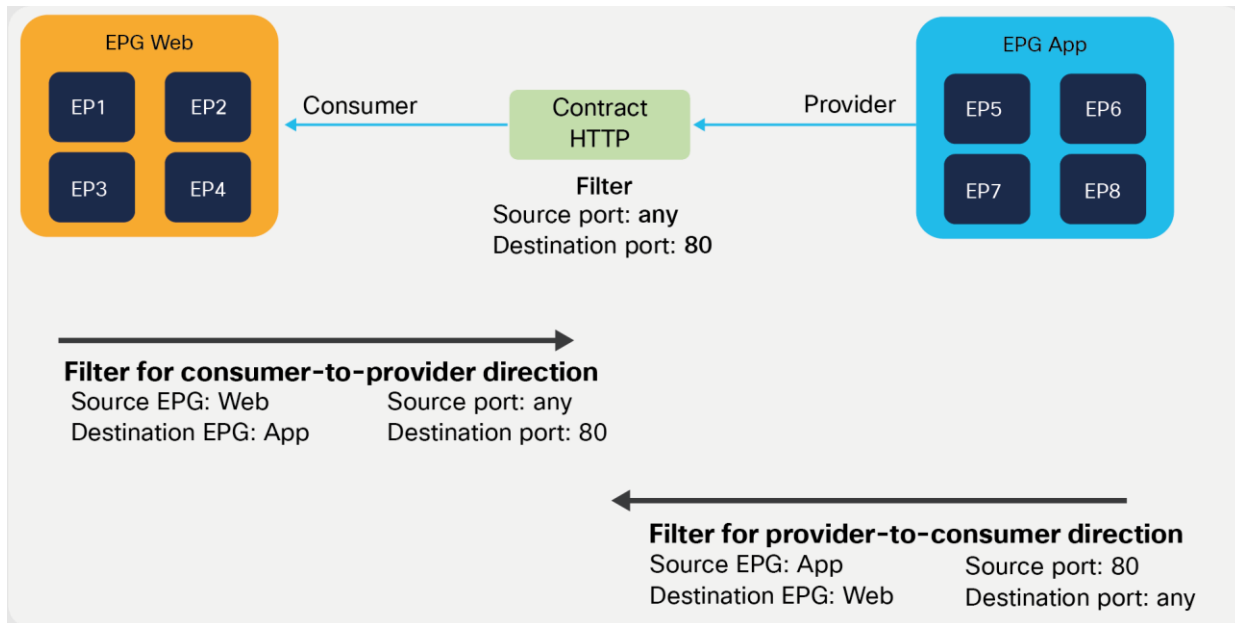 EPG Web
EP1
EP2
EP3
EP4
Consumer
Contract
HTTP
Provider
EPG App
EP5
EP6
EP7
EP8
Filter
Source port: any
Destination port: 80
Filter for consumer-to-provider direction
Source EPG: Web
Source port: any
Destination EPG: App
Destination port: 80
Filter for provider-to-consumer direction
Source EPG: App
Source port: 80
Destination EPG: Web
Destination port: any